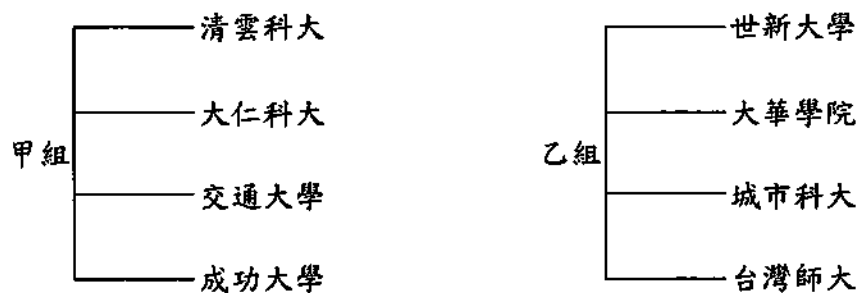 甲組
清雲科大
大仁科大
交通大學
成功大學
乙組
世新大學
大華學院
城市科大
台灣師大